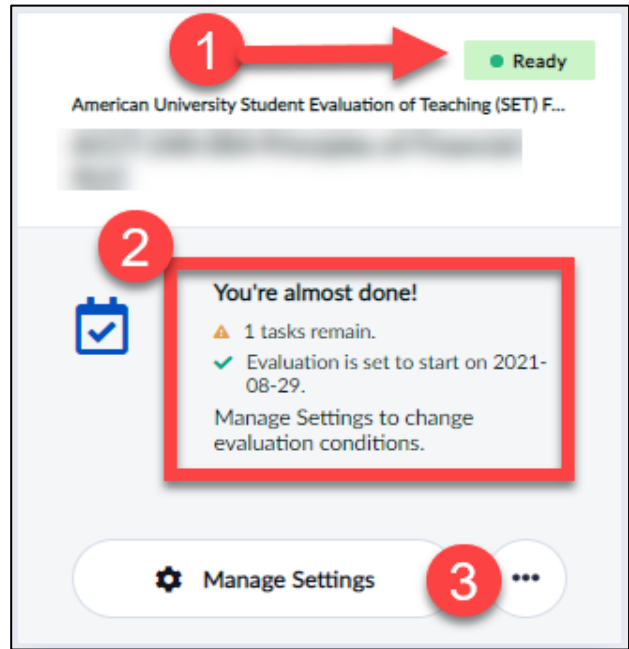 1
Ready
American University Student Evaluation of Teaching (SET) F...
2
You're almost done!
1 tasks remain.
Evaluation is set to start on 2021-
08-29.
Manage Settings to change
evaluation conditions.
Manage Settings
3
...